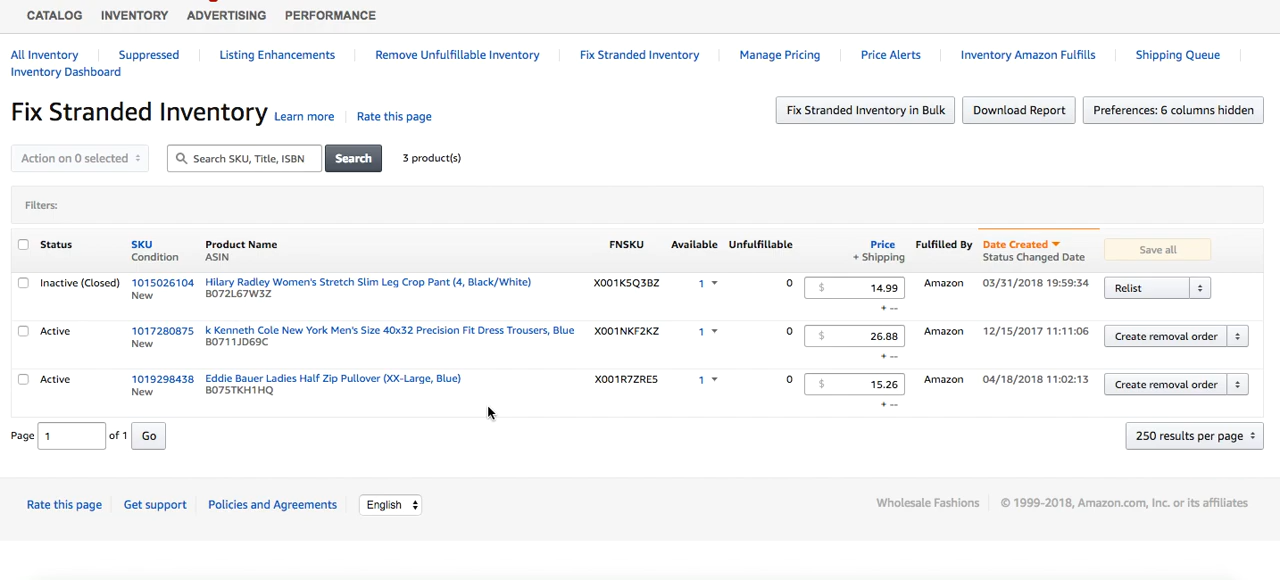 CATALOG INVENTORY ADVERTISING PERFORMANCE
All Inventory Suppressed Listing Enhancements Remove Unfulfillable Inventory Fix Stranded Inventory Manage Pricing Price Alerts Inventory Amazon Fulfills Shipping Queue
Inventory Dashboard
Fix Stranded Inventory Learn more Rate this page Fix Stranded Inventory in Bulk Download Report Preferences: 6 columns hidden
Action on 0 selected Search SKU, Title, ISBN Search 3 product(s)
Filters:
Status SKU Product Name FNSKU Available Unfulfillable Price Fulfilled By Date Created Save all
Condition ASIN + Shipping Status Changed Date
Inactive (Closed) 1015026104 Hilary Radley Women's Stretch Slim Leg Crop Pant (4, Black/White) X001K5Q3BZ 1 0 $ 14.99 Amazon 03/31/2018 19:59:34 Relist
New B072L67W3Z
+ --
Active 1017280875 k Kenneth Cole New York Men's Size 40x32 Precision Fit Dress Trousers, Blue X001NKF2KZ 1 0 $ 26.88 Amazon 12/15/2017 11:11:06 Create removal order
New B0711JD69C
+ --
Active 1019298438 Eddie Bauer Ladies Half Zip Pullover (XX-Large, Blue) X001R7ZRE5 1 0 $ 15.26 Amazon 04/18/2018 11:02:13 Create removal order
New B075TKH1HQ
+ --
Page 1 of 1 Go 250 results per page
Rate this page Get support Policies and Agreements English Wholesale Fashions © 1999-2018, Amazon.com, Inc. or its affiliates